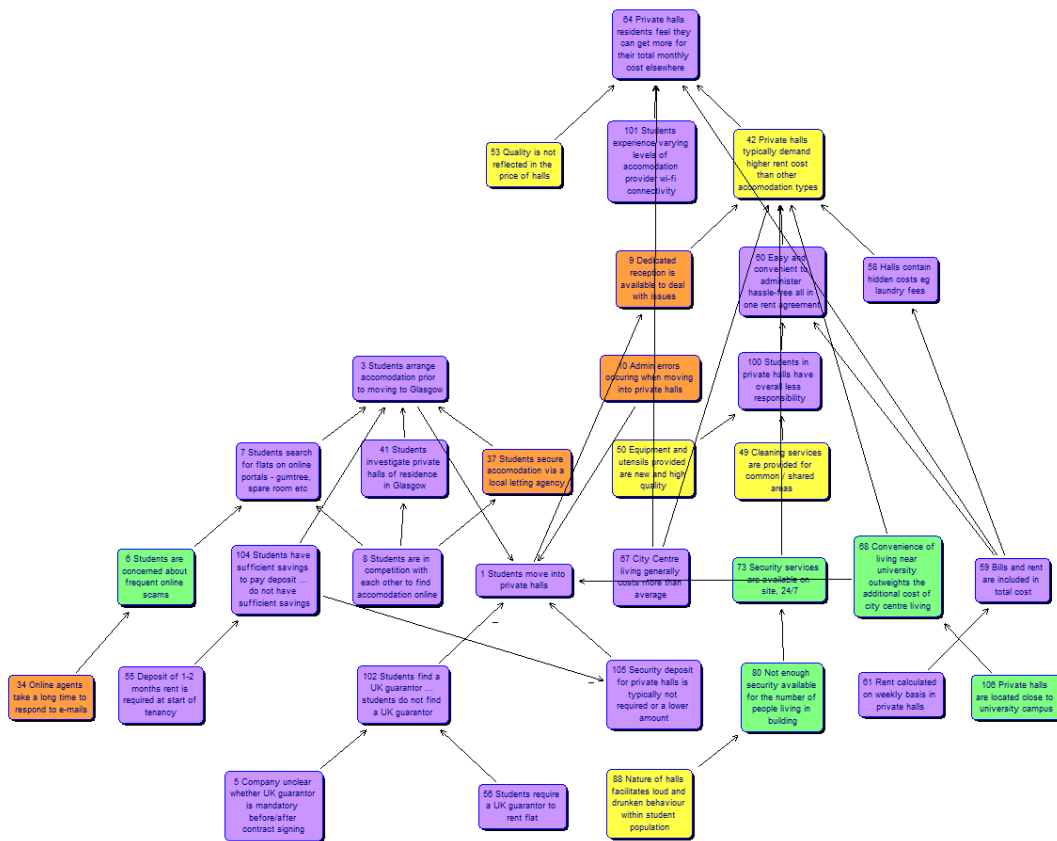 64 Private halls
residents feel they
can get more for
their total monthly
cost elsewhere
101 Students
experience varying
levels of
accomodation
provider wi-fi
connectivity
42 Private halls
typically demand
higher rent cost
than other
accomodation types
53 Quality is not
reflected in the
price of halls
9 Dedicated
reception is
available to deal
with issues
60 Easy and
convenient to
administer
hassle-free all in
one rent agreement
58 Halls contain
hidden costs eg
laundry fees
3 Students arrange
accomodation prior
to moving to Glasgow
10 Admin errors
occuring when moving
into private halls
100 Students in
private halls have
overall less
responsibility
7 Students search
for flats on online
portals - gumtree,
spare room etc
41 Students
investigate private
halls of residence
in Glasgow
37 Students secure
accomodation via a
local letting agency
50 Equipment and
utensils provided
are new and high
quality
49 Cleaning services
are provided for
common / shared
areas
6 Students are
concerned about
frequent online
scams
104 Students have
sufficient savings
to pay deposit ...
do not have
sufficient savings
8 Students are in
competition with
each other to find
accomodation online
1 Students move into
private halls
67 City Centre
living generally
costs more than
average
73 Security services
are available on
site, 24/7
68 Convenience of
living near
university
outweights the
additional cost of
city centre living
59 Bills and rent
are included in
total cost
34 Online agents
take a long time to
respond to e-mails
55 Deposit of 1-2
months rent is
required at start of
tenancy
102 Students find a
UK guarantor ...
students do not find
a UK guarantor
105 Security deposit
for private halls is
typically not
required or a lower
amount
80 Not enough
security available
for the number of
people living in
building
61 Rent calculated
on weekly basis in
private halls
106 Private halls
are located close to
university campus
5 Company unclear
whether UK guarantor
is mandatory
before/after
contract signing
56 Students require
a UK guarantor to
rent flat
88 Nature of halls
facilitates loud and
drunken behaviour
within student
population